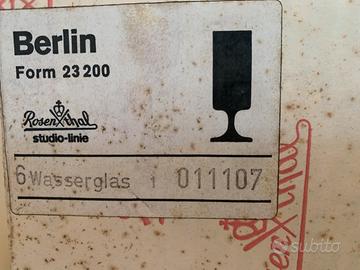 Berlin
Form 23 200
Rosenthal
studio-linie
6 Wasserglas 1 011107
subito